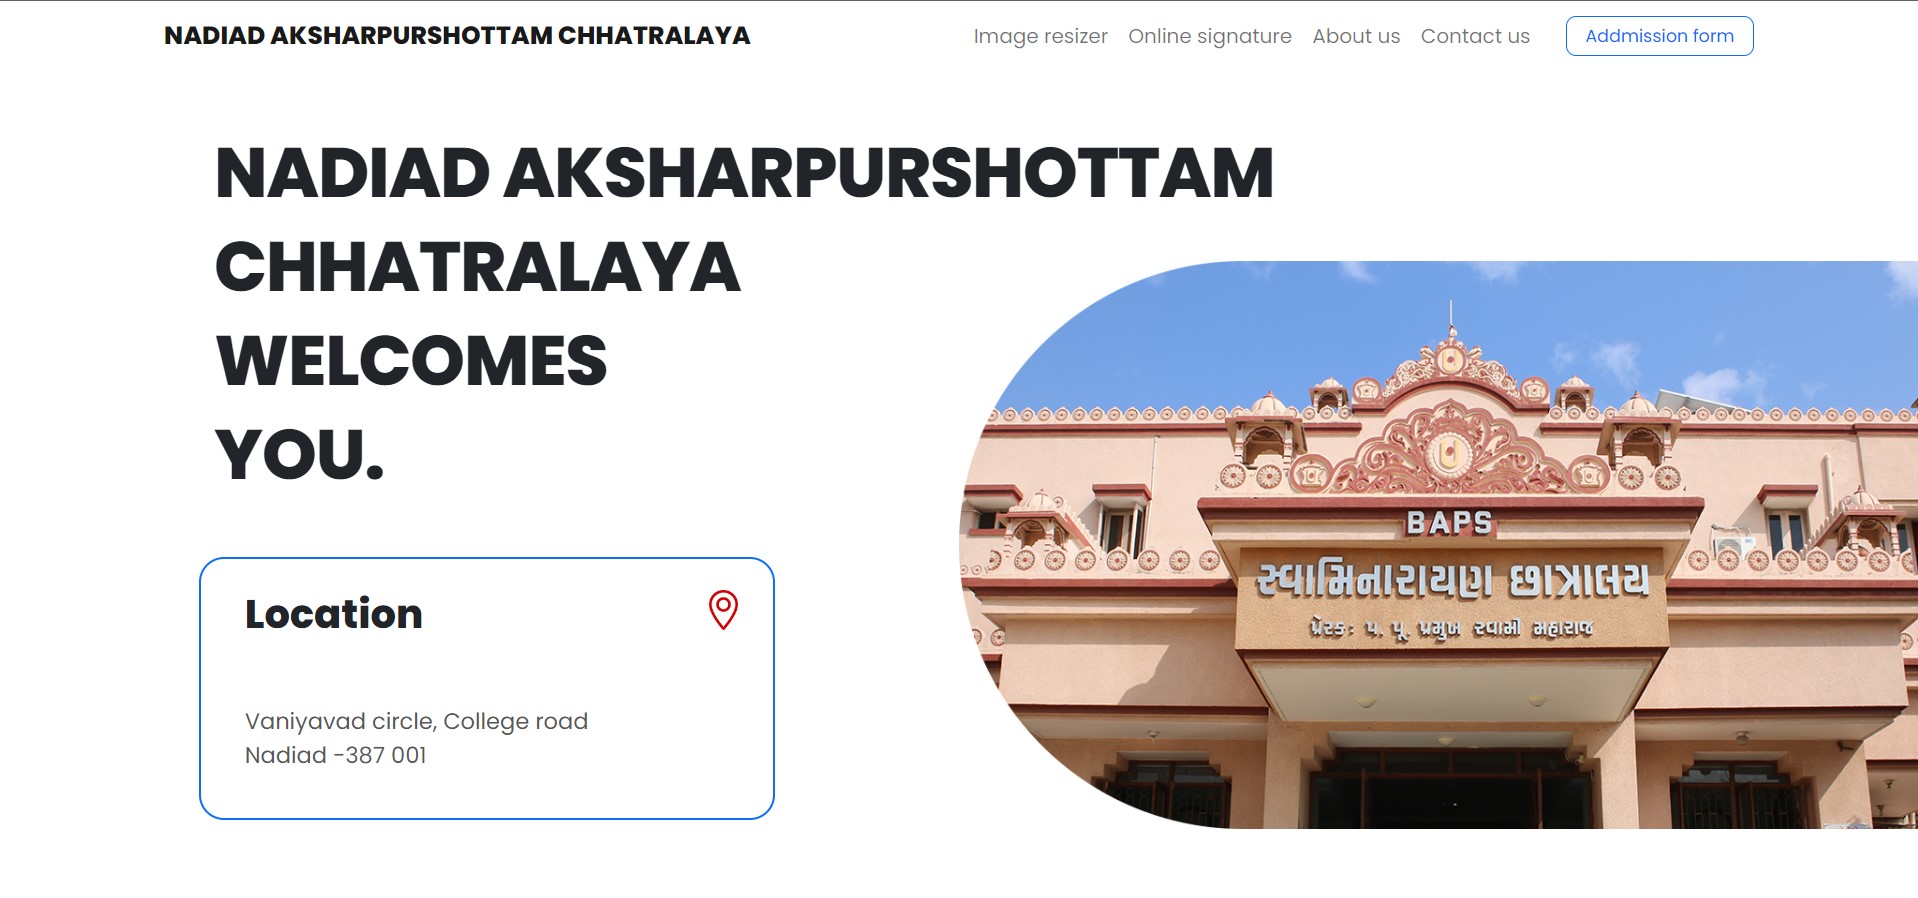 NADIAD AKSHARPURSHOTTAM CHHATRALAYA
Image resizer Online signature About us Contact us Addmission form
NADIAD AKSHARPURSHOTTAM
CHHATRALAYA
WELCOMES
YOU.
Location
Vaniyavad circle, College road
Nadiad -387 001
BAPS
સ્વામિનારાયણ છાત્રાલય
પ્રેરક: પ. પૂ. પ્રમુખ સ્વામી મહારાજ